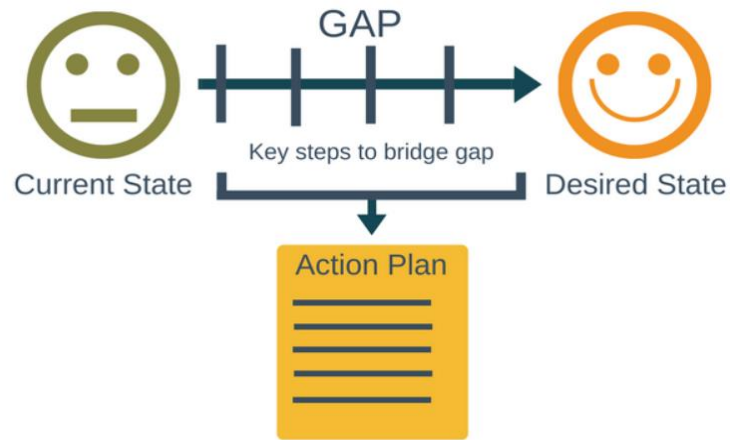 GAP
Key steps to bridge gap
Current State
Desired State
Action Plan